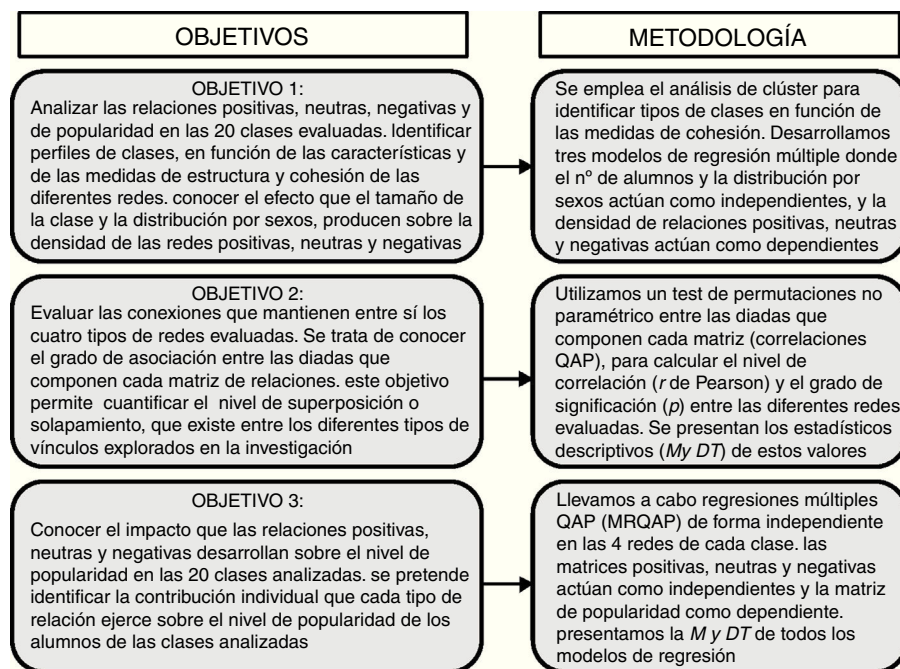 OBJETIVOS
METODOLOGÍA
OBJETIVO 1:
Analizar las relaciones positivas, neutras, negativas y
de popularidad en las 20 clases evaluadas. Identificar
perfiles de clases, en función de las características y
de las medidas de estructura y cohesión de las
diferentes redes. conocer el efecto que el tamaño de
la clase y la distribución por sexos, producen sobre la
densidad de las redes positivas, neutras y negativas
Se emplea el análisis de clúster para
identificar tipos de clases en función de
las medidas de cohesión. Desarrollamos
tres modelos de regresión múltiple donde
el nº de alumnos y la distribución por
sexos actúan como independientes, y la
densidad de relaciones positivas, neutras
y negativas actúan como dependientes
OBJETIVO 2:
Evaluar las conexiones que mantienen entre sí los
cuatro tipos de redes evaluadas. Se trata de conocer
el grado de asociación entre las diadas que
componen cada matriz de relaciones. este objetivo
permite cuantificar el nivel de superposición o
solapamiento, que existe entre los diferentes tipos de
vínculos explorados en la investigación
Utilizamos un test de permutaciones no
paramétrico entre las diadas que
componen cada matriz (correlaciones
QAP), para calcular el nivel de
correlación (r de Pearson) y el grado de
significación (p) entre las diferentes redes
evaluadas. Se presentan los estadísticos
descriptivos (My DT) de estos valores
OBJETIVO 3:
Conocer el impacto que las relaciones positivas,
neutras y negativas desarrollan sobre el nivel de
popularidad en las 20 clases analizadas. se pretende
identificar la contribución individual que cada tipo de
relación ejerce sobre el nivel de popularidad de los
alumnos de las clases analizadas
Llevamos a cabo regresiones múltiples
QAP (MRQAP) de forma independiente
en las 4 redes de cada clase. las
matrices positivas, neutras y negativas
actúan como independientes y la matriz
de popularidad como dependiente.
presentamos la M y DT de todos los
modelos de regresión